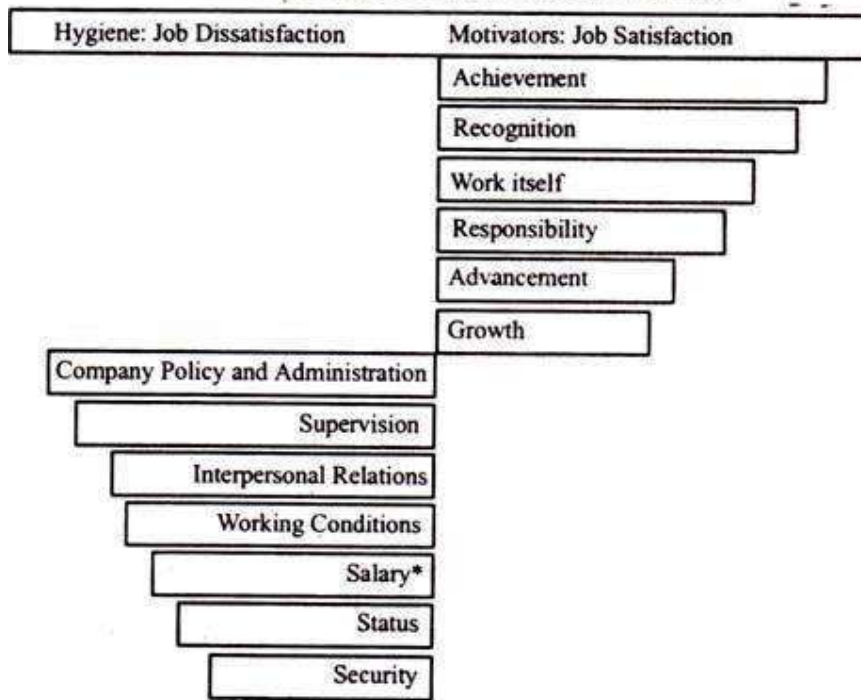 Hygiene: Job Dissatisfaction Motivators: Job Satisfaction
Achievement
Recognition
Work itself
Responsibility
Advancement
Growth
Company Policy and Administration
Supervision
Interpersonal Relations
Working Conditions
Salary*
Status
Security